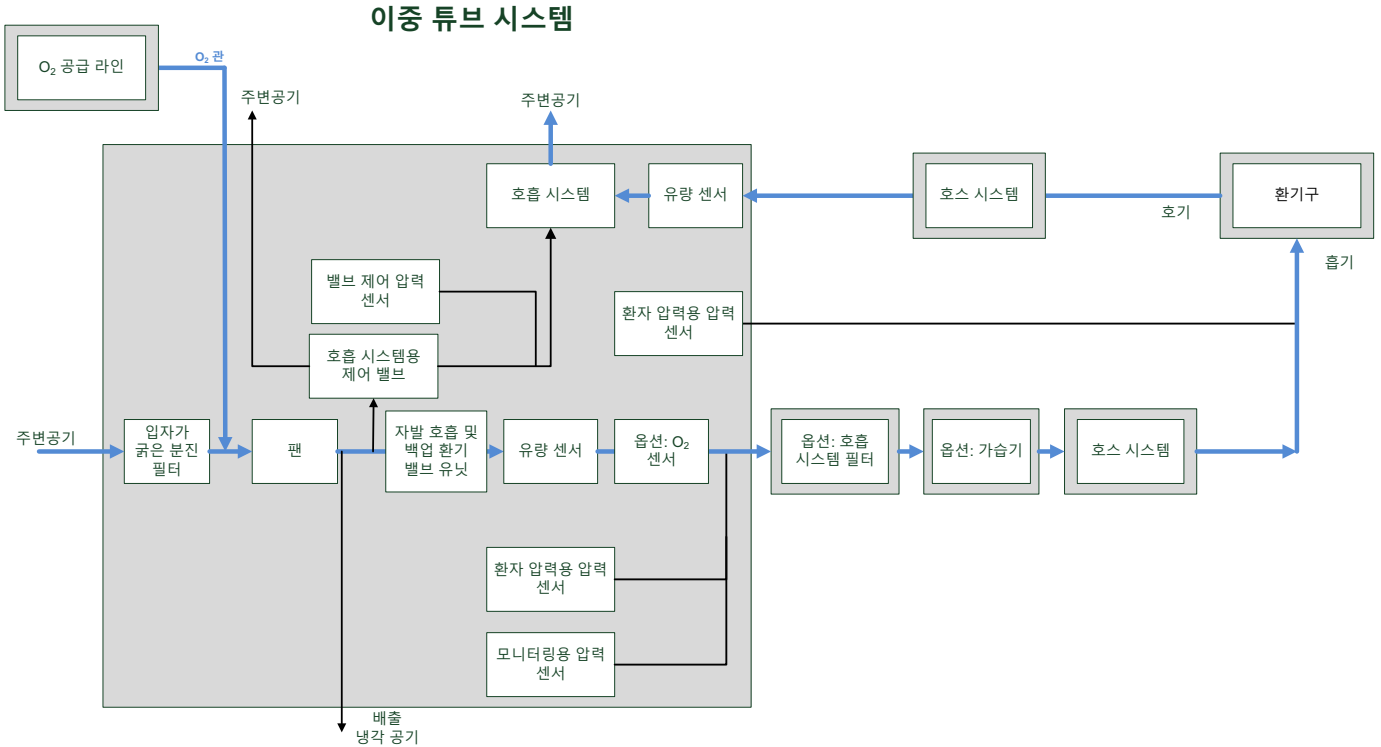 이중 튜브 시스템
O₂ 공급 라인
O₂ 관
주변공기
주변공기
호흡 시스템
유량 센서
호스 시스템
환기구
호기
흡기
밸브 제어 압력
센서
환자 압력용 압력
센서
호흡 시스템용
제어 밸브
주변공기
입자가
굵은 분진
필터
팬
자발 호흡 및
백업 환기
밸브 유닛
유량 센서
옵션: O₂
센서
옵션: 호흡
시스템 필터
옵션: 가습기
호스 시스템
환자 압력용 압력
센서
모니터링용 압력
센서
배출
냉각 공기